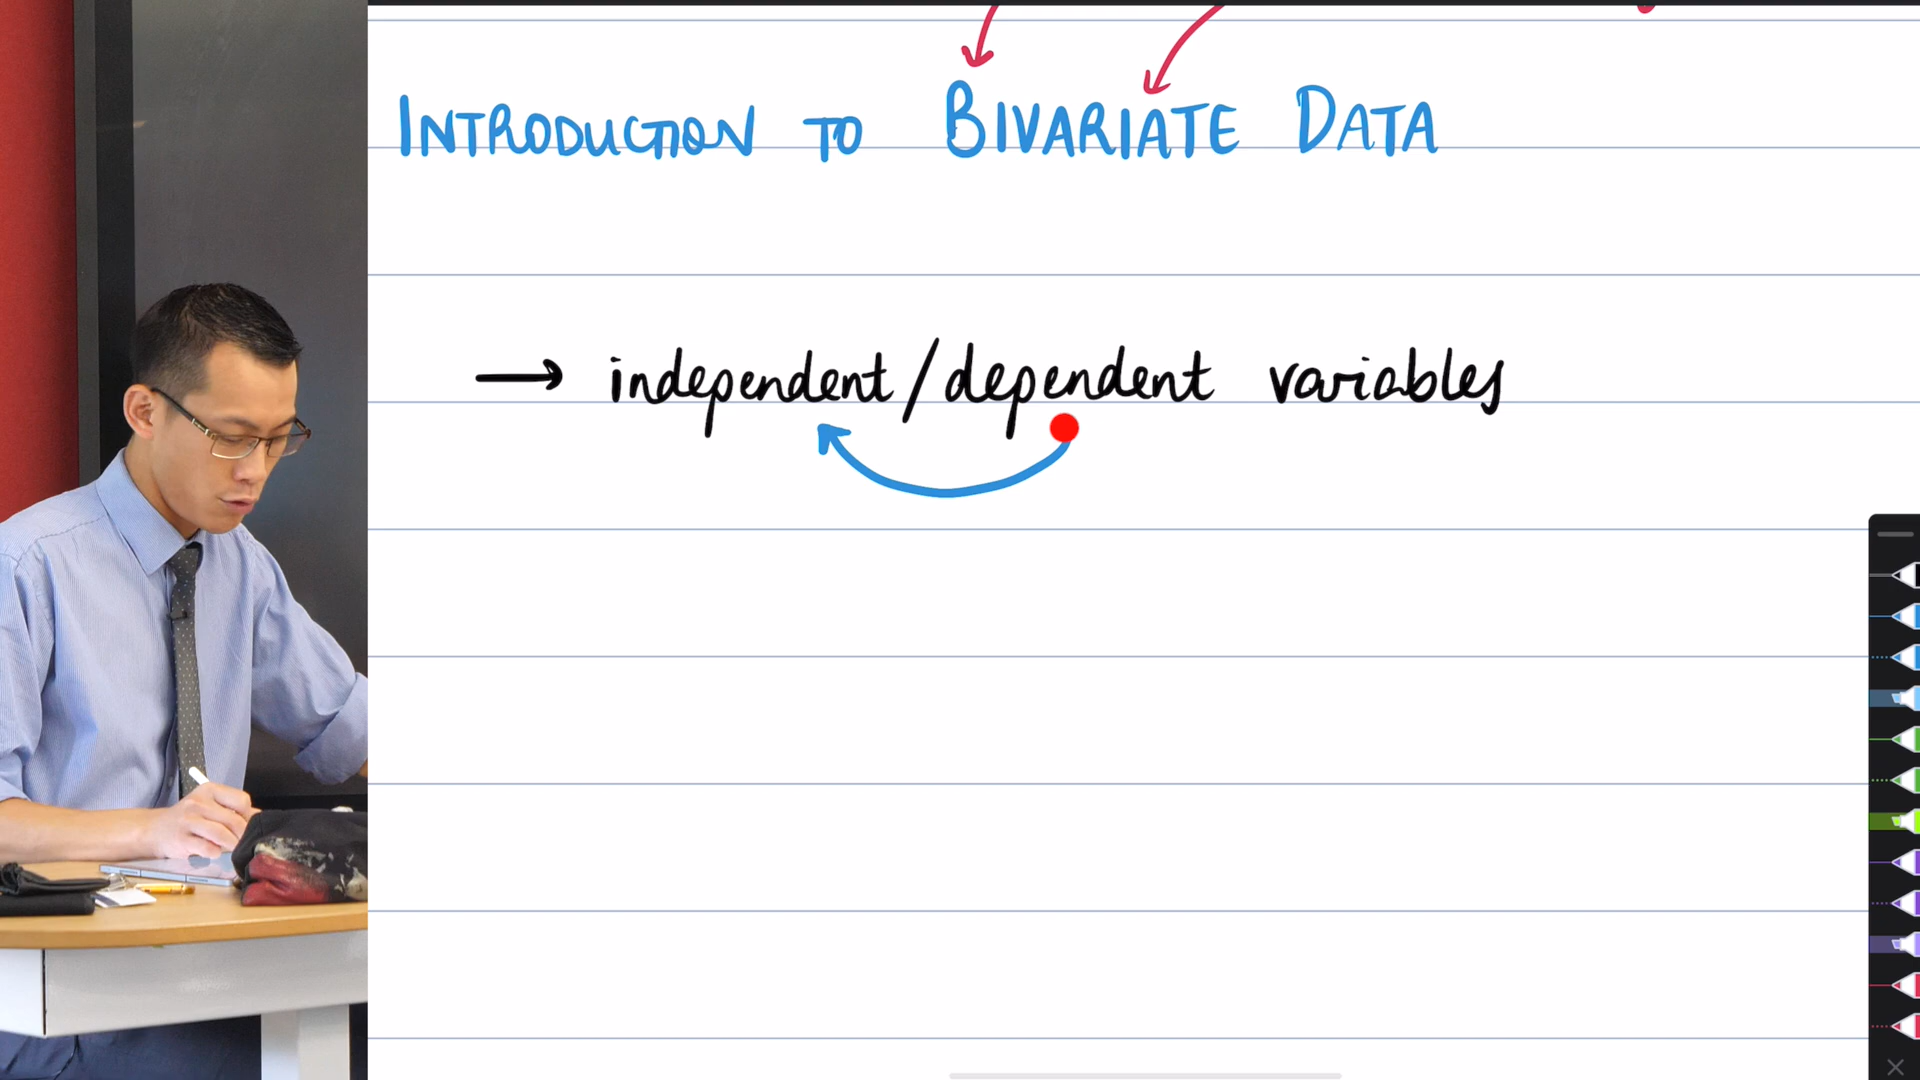 INTRODUCTION TO BIVARIATE DATA
→ independent/dependent variables